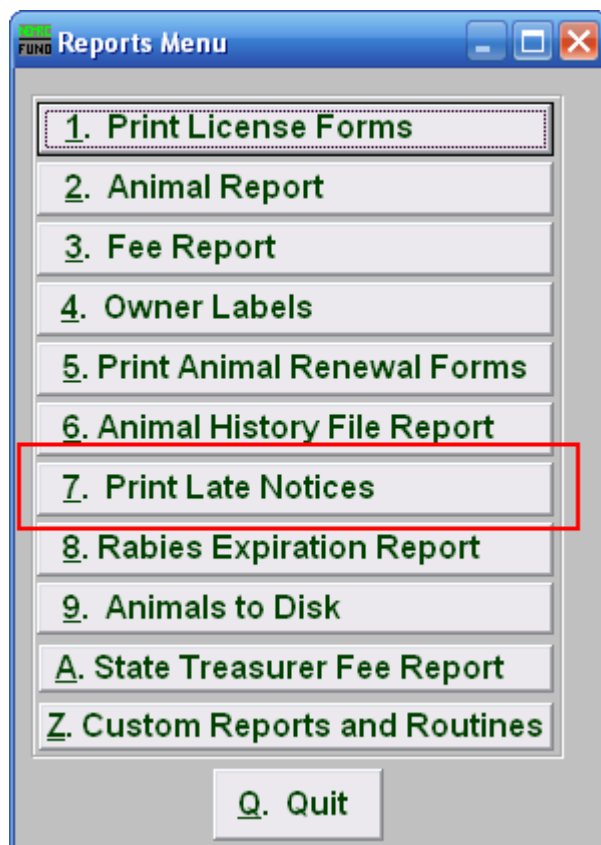 FUND Reports Menu
1. Print License Forms
2. Animal Report
3. Fee Report
4. Owner Labels
5. Print Animal Renewal Forms
6. Animal History File Report
7. Print Late Notices
8. Rabies Expiration Report
9. Animals to Disk
A. State Treasurer Fee Report
Z. Custom Reports and Routines
Q. Quit